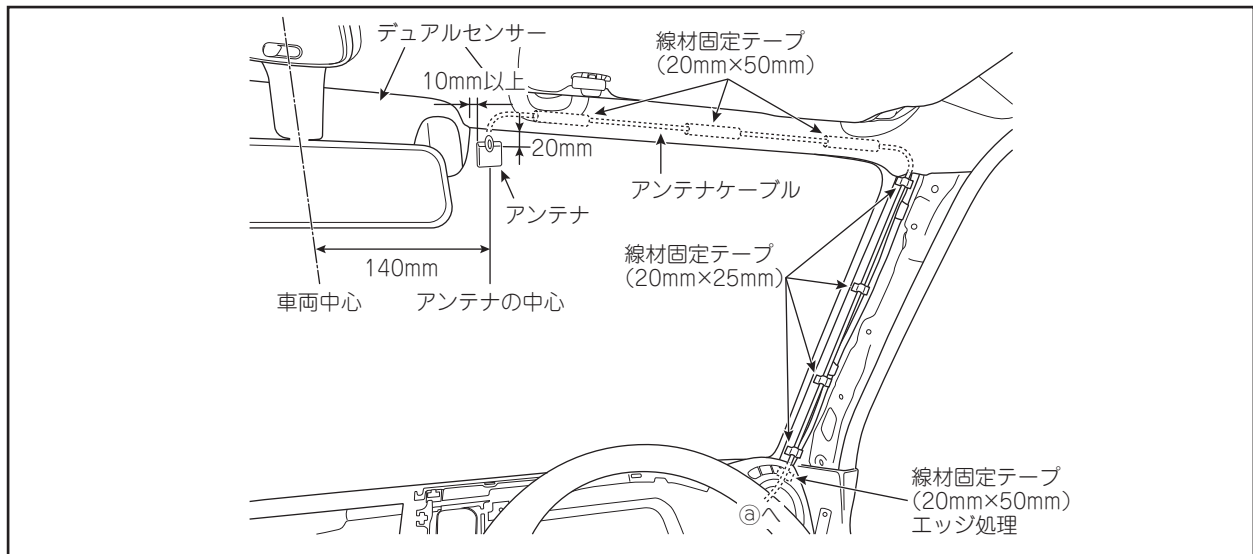 デュアルセンサー
10mm以上
線材固定テープ
(20mm×50mm)
20mm
アンテナケーブル
アンテナ
線材固定テープ
(20mm×25mm)
140mm
車両中心
アンテナの中心
線材固定テープ
(20mm×50mm)
エッジ処理
ⓐへ